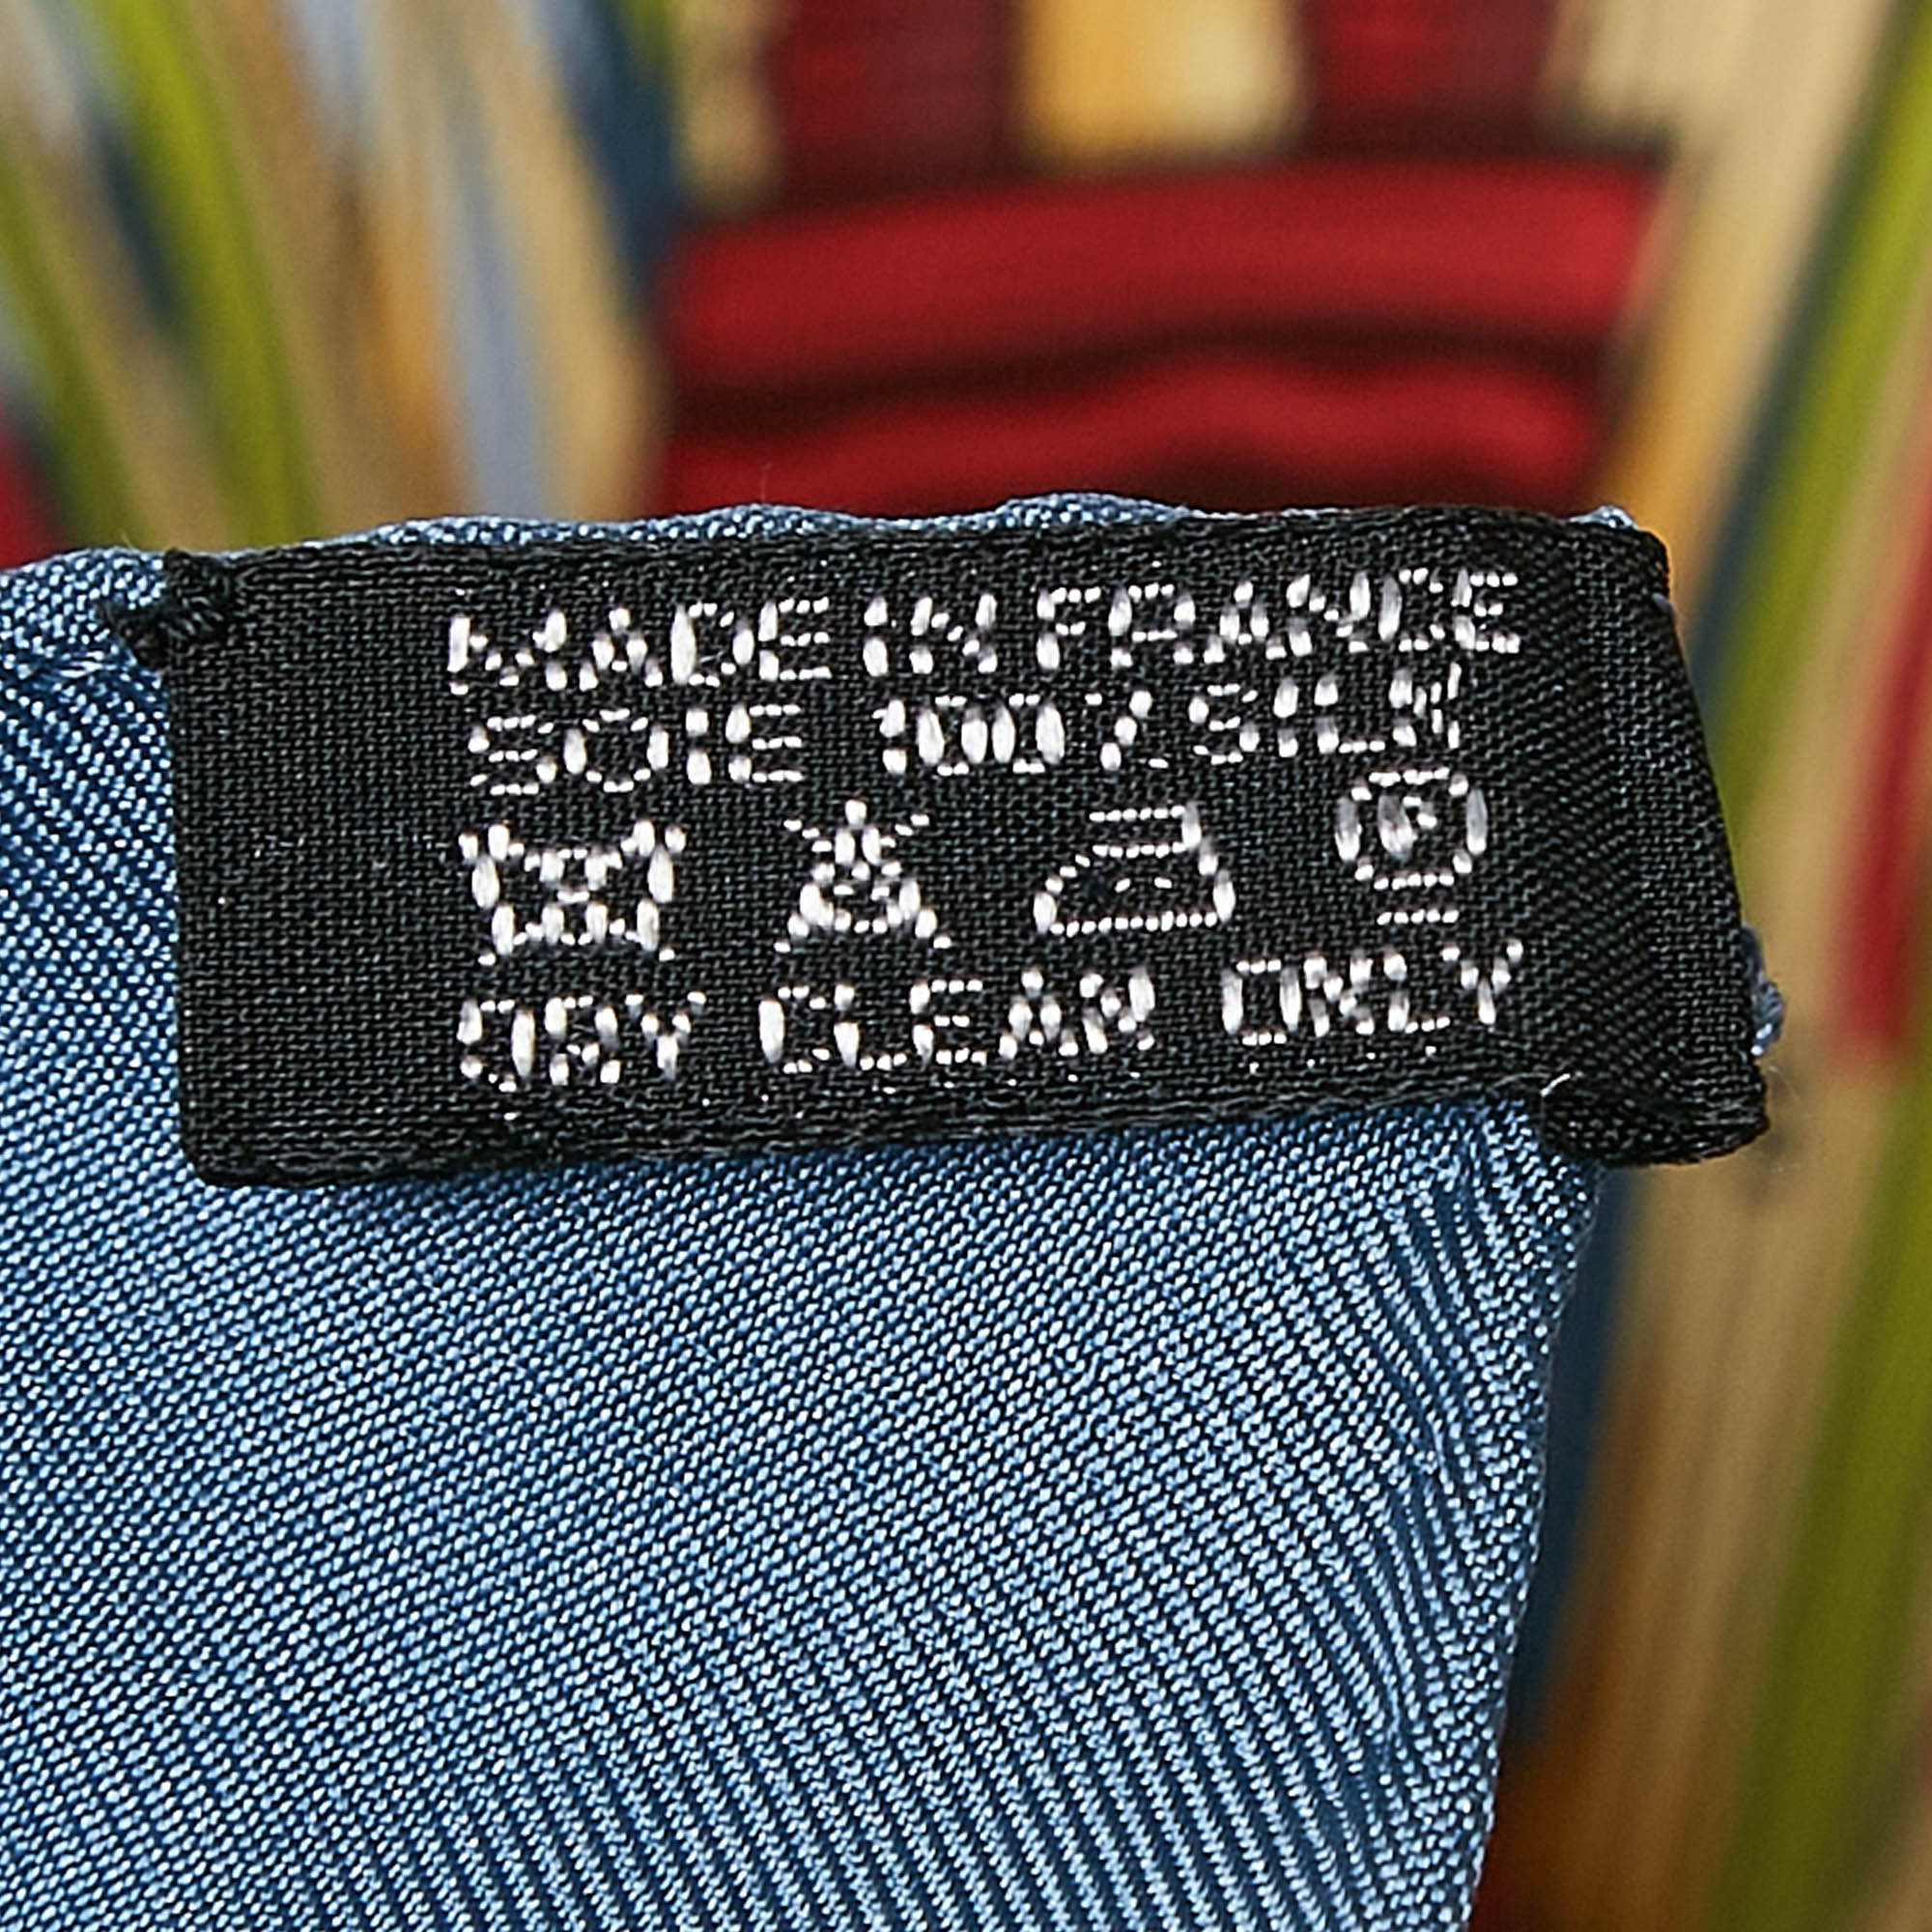 MADE IN FRANCE
SOIE 100% SILK
P
DRY CLEAN ONLY